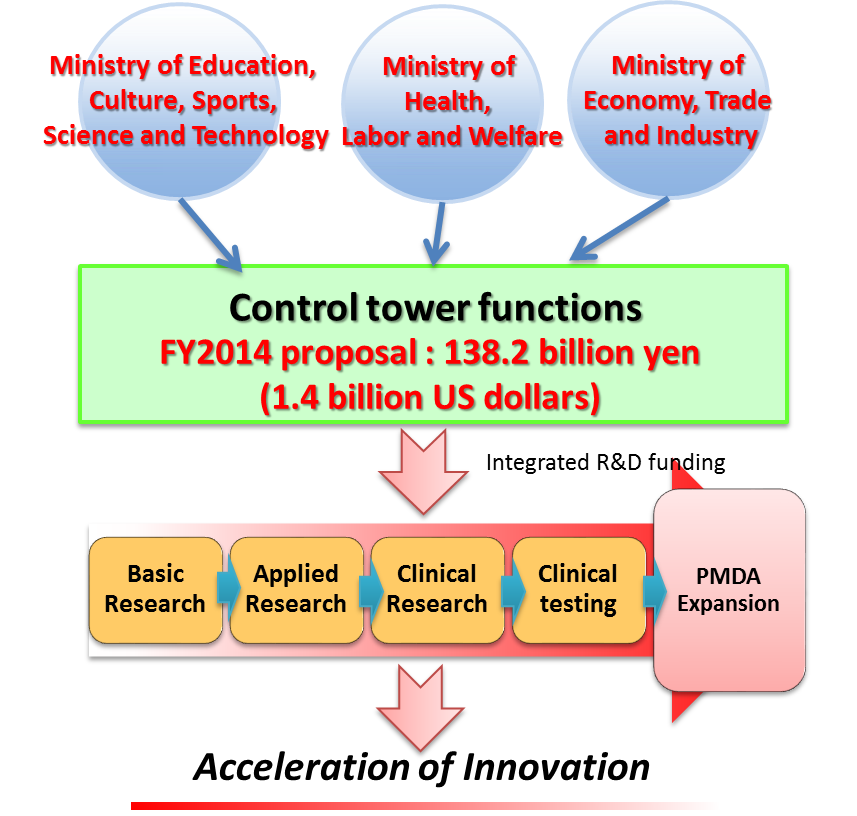 Ministry of Education,
Culture, Sports,
Science and Technology
Ministry of
Health,
Labor and Welfare
Ministry of
Economy, Trade
and Industry
Control tower functions
FY2014 proposal : 138.2 billion yen
(1.4 billion US dollars)
Integrated R&D funding
Basic
Research
Applied
Research
Clinical
Research
Clinical
testing
PMDA
Expansion
Acceleration of Innovation